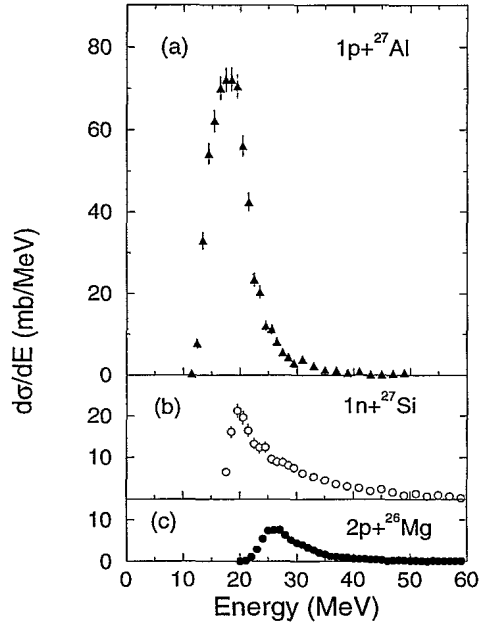 80
(a)
1p+²⁷Al
60
40
20
0
dσ/dE (mb/MeV)
(b)
1n+²⁷Si
20
10
(c)
2p+²⁶Mg
10
0
0 10 20 30 40 50 60
Energy (MeV)